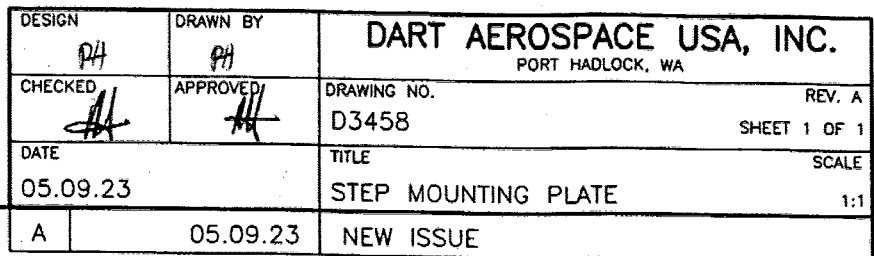 DESIGN
PH
DRAWN BY
PH
DART AEROSPACE USA, INC.
PORT HADLOCK, WA
CHECKED
APPROVED
DRAWING NO.
REV. A
D3458
SHEET 1 OF 1
DATE
TITLE
SCALE
05.09.23
STEP MOUNTING PLATE
1:1
A
05.09.23
NEW ISSUE